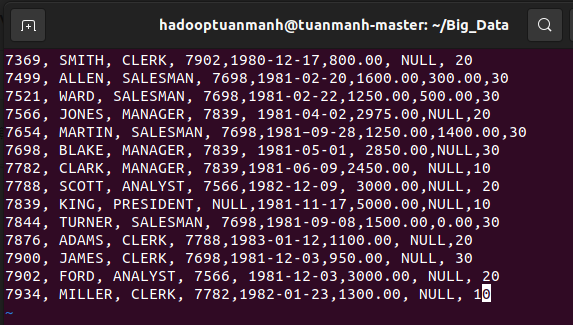 hadooptuanmanh@tuanmanh-master: ~/Big_Data
7369, SMITH, CLERK, 7902,1980-12-17,800.00, NULL, 20
7499, ALLEN, SALESMAN, 7698,1981-02-20,1600.00,300.00,30
7521, WARD, SALESMAN, 7698,1981-02-22,1250.00,500.00,30
7566, JONES, MANAGER, 7839, 1981-04-02,2975.00,NULL,20
7654, MARTIN, SALESMAN, 7698,1981-09-28,1250.00,1400.00,30
7698, BLAKE, MANAGER, 7839, 1981-05-01, 2850.00,NULL,30
7782, CLARK, MANAGER, 7839,1981-06-09,2450.00, NULL,10
7788, SCOTT, ANALYST, 7566,1982-12-09, 3000.00,NULL, 20
7839, KING, PRESIDENT, NULL,1981-11-17,5000.00,NULL,10
7844, TURNER, SALESMAN, 7698,1981-09-08,1500.00,0.00,30
7876, ADAMS, CLERK, 7788,1983-01-12,1100.00, NULL,20
7900, JAMES, CLERK, 7698,1981-12-03,950.00, NULL, 30
7902, FORD, ANALYST, 7566, 1981-12-03,3000.00, NULL, 20
7934, MILLER, CLERK, 7782,1982-01-23,1300.00, NULL, 10
~